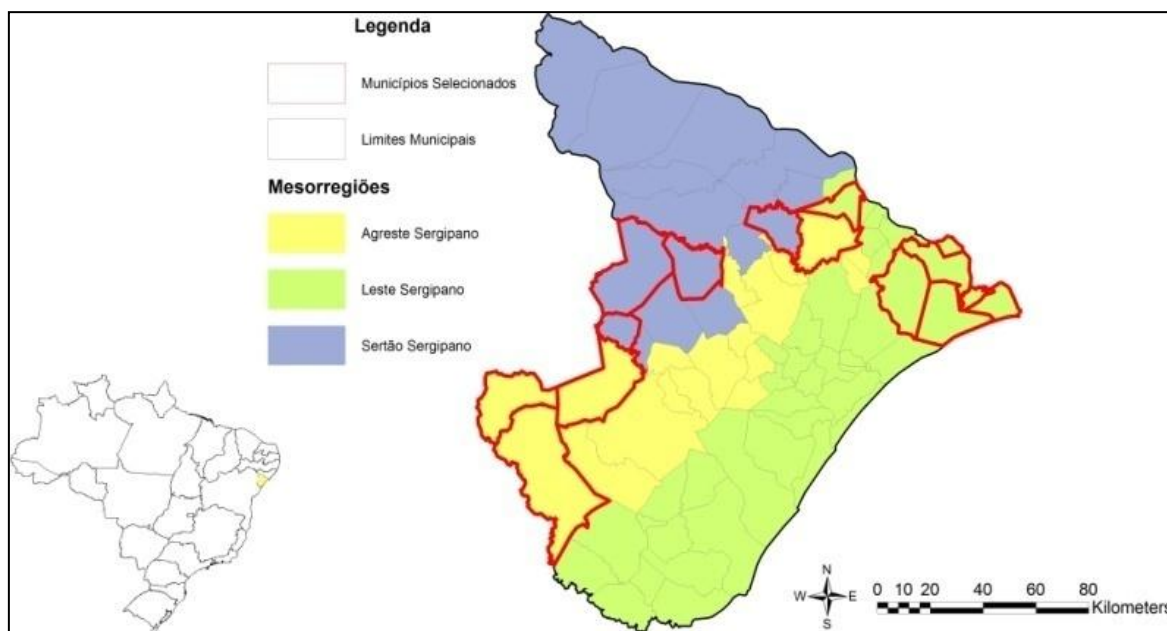 Legenda
Municípios Selecionados
Limites Municipais
Mesorregiões
Agreste Sergipano
Leste Sergipano
Sertão Sergipano
N
W E
S
0 10 20 40 60 80
Kilometers